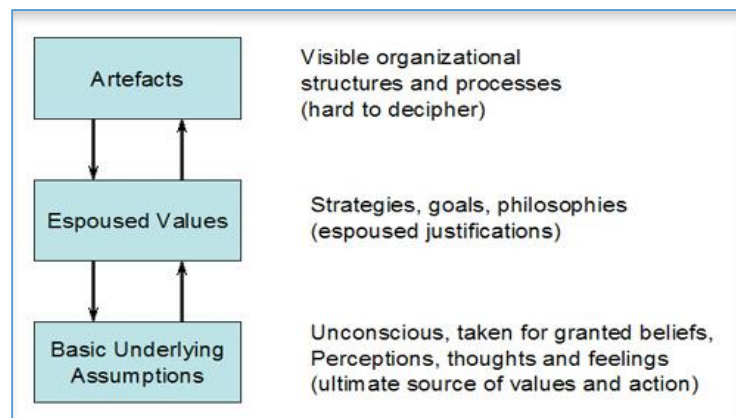 Artefacts
Visible organizational
structures and processes
(hard to decipher)
Espoused Values
Strategies, goals, philosophies
(espoused justifications)
Basic Underlying
Assumptions
Unconscious, taken for granted beliefs,
Perceptions, thoughts and feelings
(ultimate source of values and action)